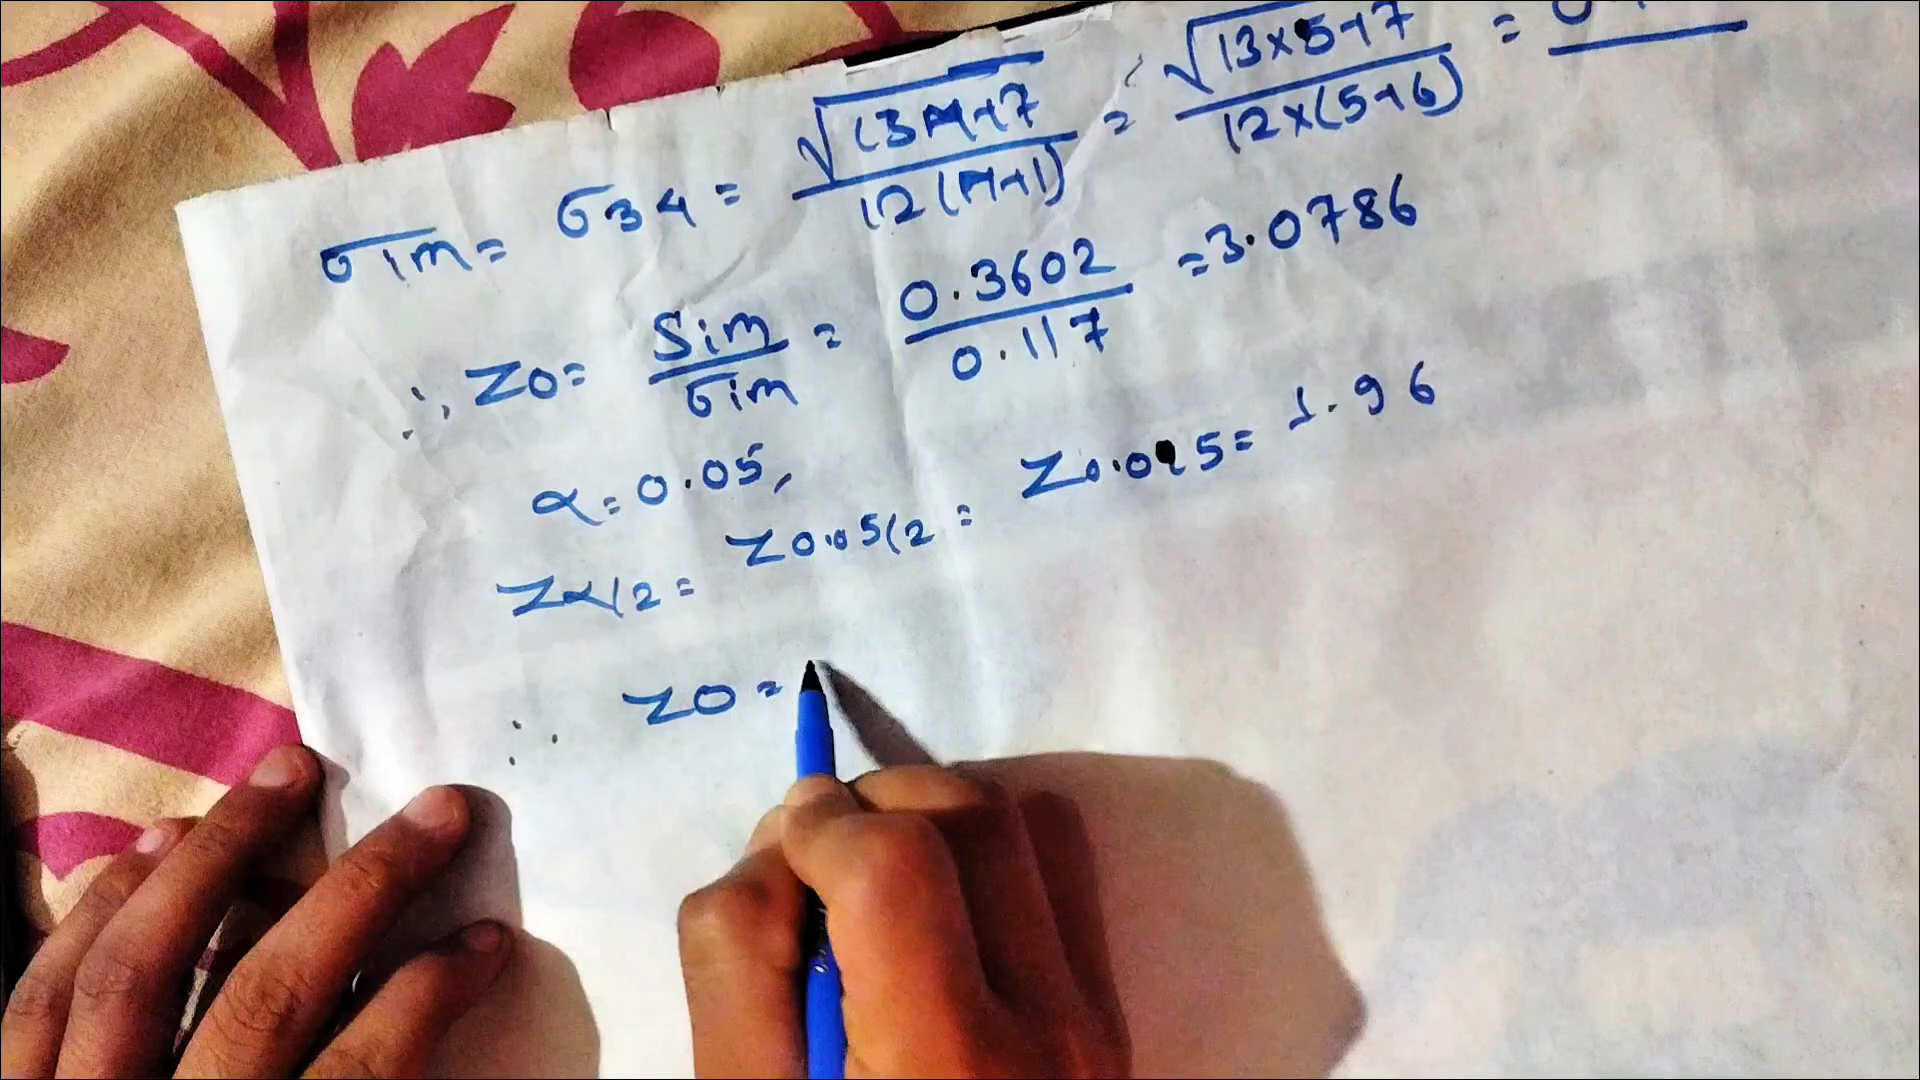 σim = σ34 = √13M+7 / 12(M+1) = √13×5+7 / 12×(5+6) =
∴ Z0 = Sim / σim = 0.3602 / 0.117 = 3.0786
α = 0.05,
Zα/2 = Z0.05/2 = Z0.025 = 1.96
∴ Z0 =